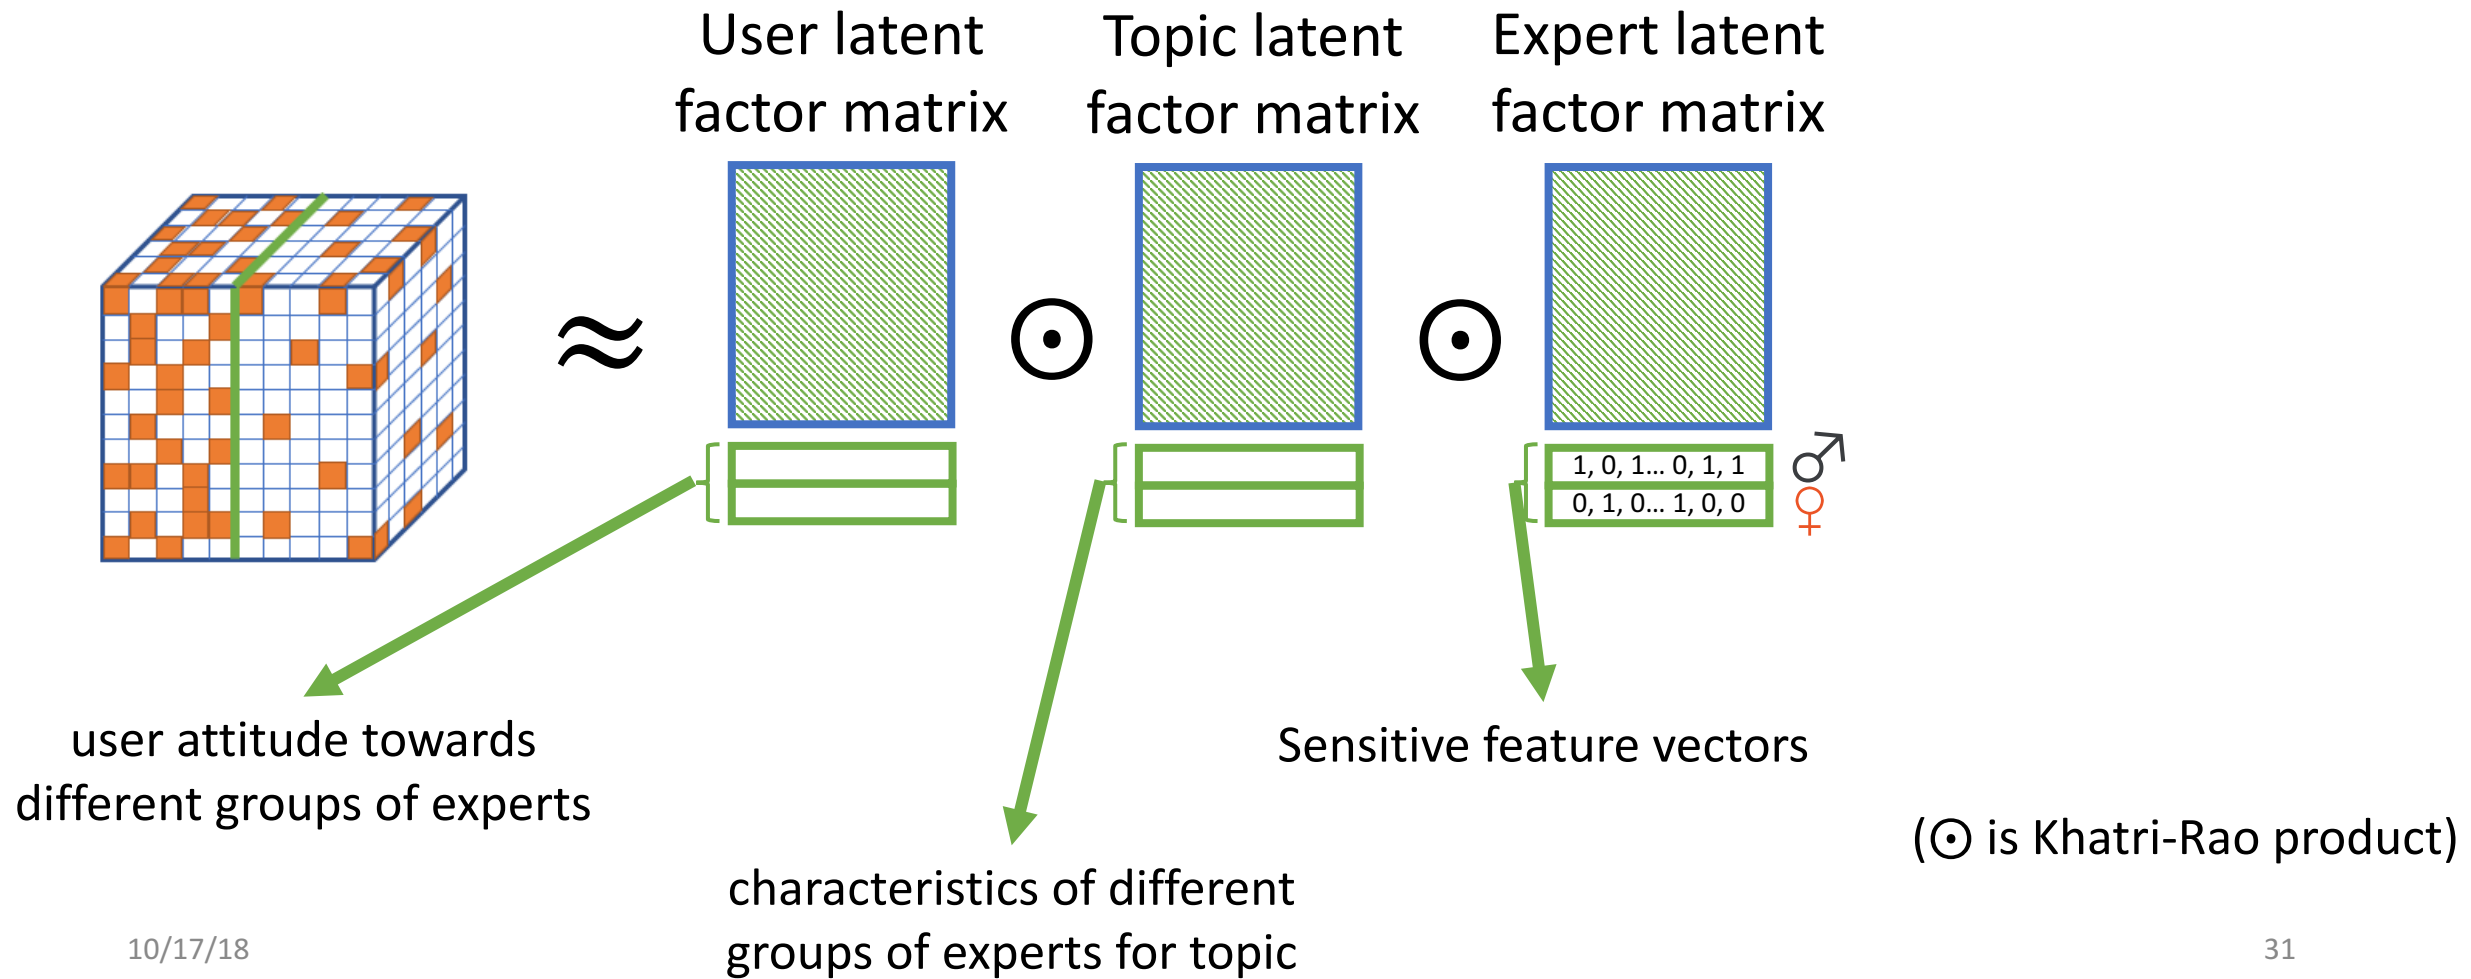 User latent
factor matrix
Topic latent
factor matrix
Expert latent
factor matrix
≈
⊙
⊙
1, 0, 1... 0, 1, 1
♂
0, 1, 0... 1, 0, 0
♀
user attitude towards
different groups of experts
characteristics of different
groups of experts for topic
Sensitive feature vectors
(⊙ is Khatri-Rao product)
10/17/18
31